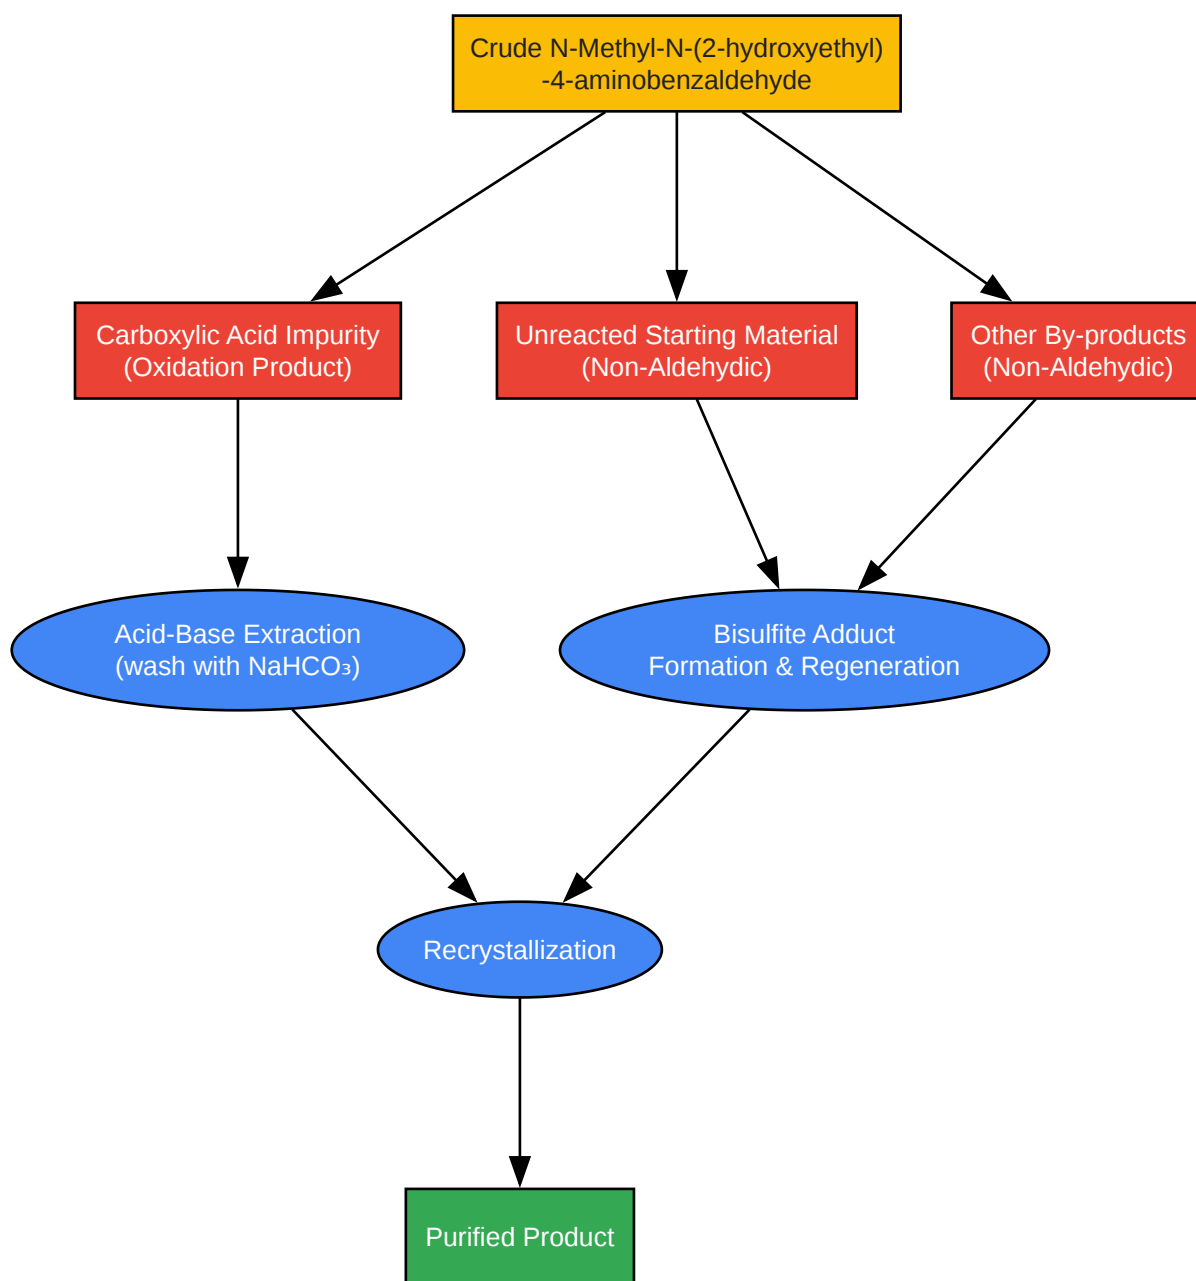 Crude N-Methyl-N-(2-hydroxyethyl)
-4-aminobenzaldehyde
Carboxylic Acid Impurity
(Oxidation Product)
Unreacted Starting Material
(Non-Aldehydic)
Other By-products
(Non-Aldehydic)
Acid-Base Extraction
(wash with NaHCO₃)
Bisulfite Adduct
Formation & Regeneration
Recrystallization
Purified Product